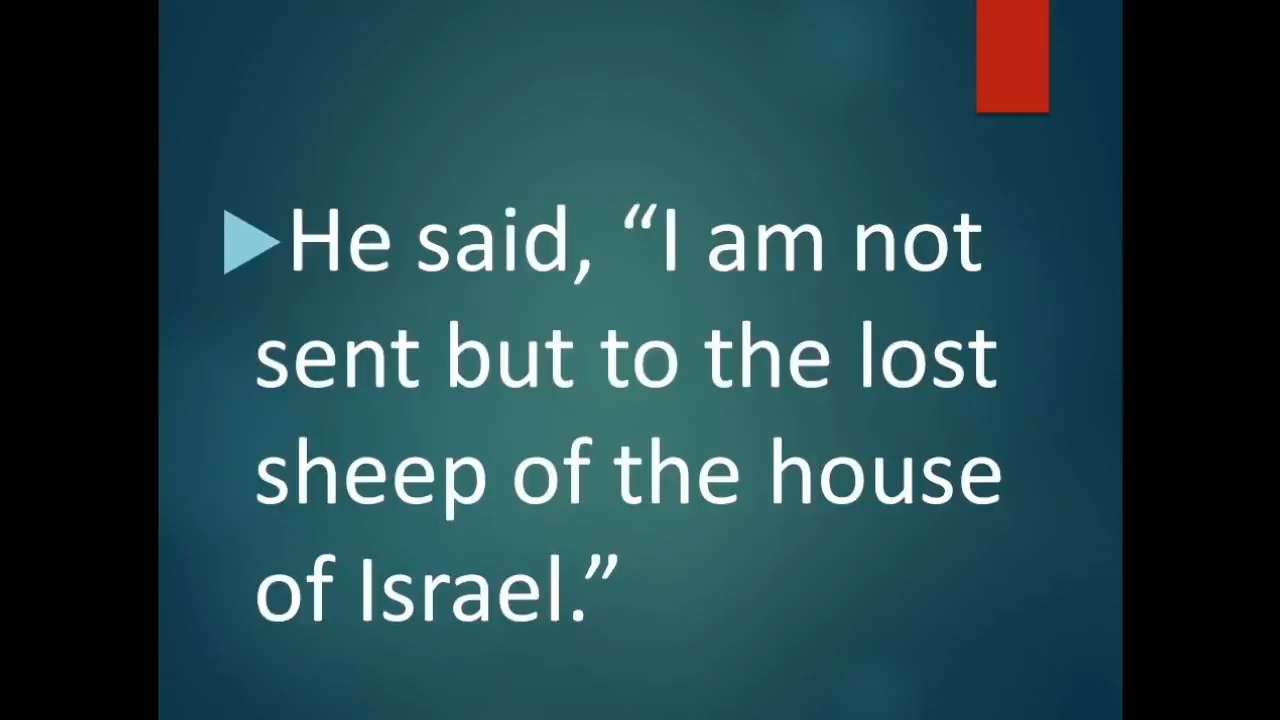 He said, “I am not
sent but to the lost
sheep of the house
of Israel.”